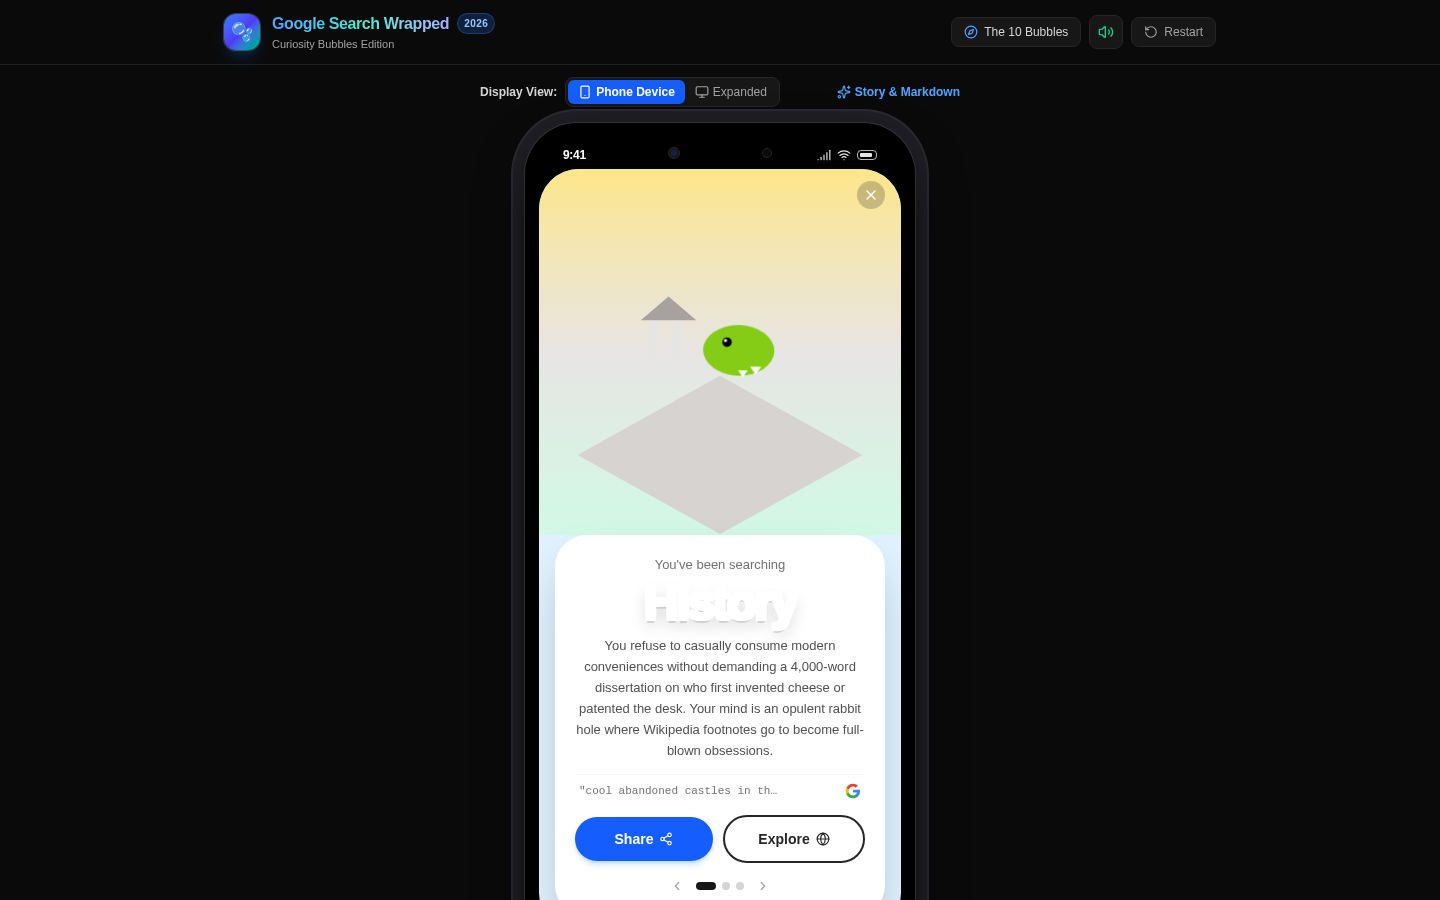 Google Search Wrapped 2026
Curiosity Bubbles Edition
The 10 Bubbles
Restart
Display View:
Phone Device
Expanded
Story & Markdown
9:41
You've been searching
History
You refuse to casually consume modern
conveniences without demanding a 4,000-word
dissertation on who first invented cheese or
patented the desk. Your mind is an opulent rabbit
hole where Wikipedia footnotes go to become full-
blown obsessions.
"cool abandoned castles in th…
Share
Explore